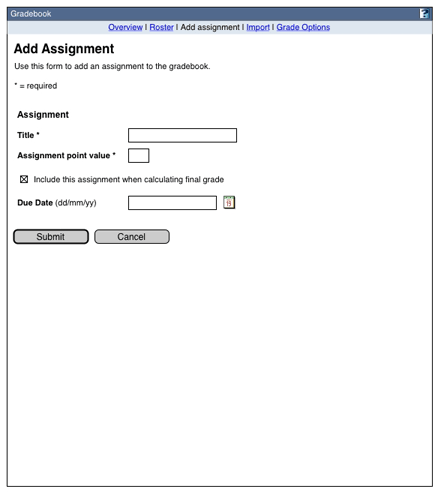 Gradebook
Overview | Roster | Add assignment | Import | Grade Options
Add Assignment
Use this form to add an assignment to the gradebook.
* = required
Assignment
Title *
Assignment point value *
Include this assignment when calculating final grade
Due Date (dd/mm/yy)
Submit Cancel